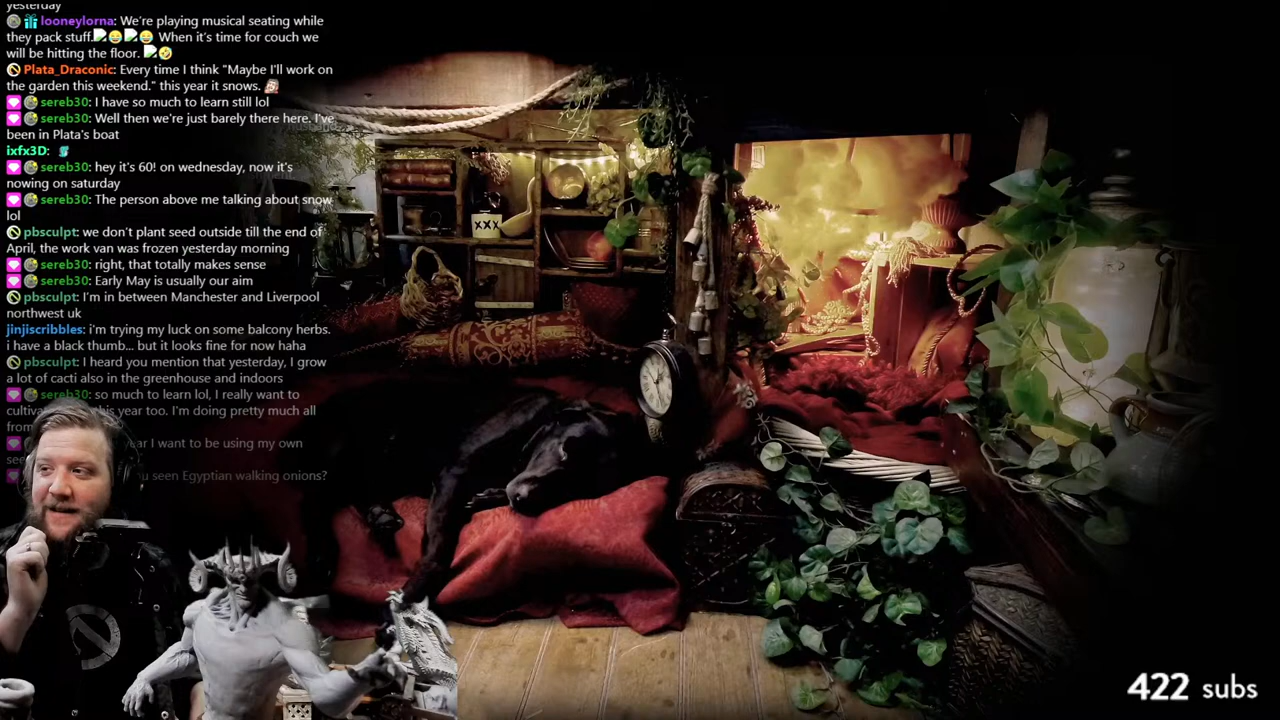 yesterday
looneylorna: We're playing musical seating while
they pack stuff. When it's time for couch we
will be hitting the floor.
Plata_Draconic: Every time I think "Maybe I'll work on
the garden this weekend." this year it snows.
sereb30: I have so much to learn still lol
sereb30: Well then we're just barely there here. I've
been in Plata's boat
ixfx3D:
sereb30: hey it's 60! on wednesday, now it's
nowing on saturday
sereb30: The person above me talking about snow
lol
pbsculpt: we don't plant seed outside till the end of
April, the work van was frozen yesterday morning
sereb30: right, that totally makes sense
sereb30: Early May is usually our aim
pbsculpt: I'm in between Manchester and Liverpool
northwest uk
jinjiscribbles: i'm trying my luck on some balcony herbs.
i have a black thumb... but it looks fine for now haha
pbsculpt: I heard you mention that yesterday, I grow
a lot of cacti also in the greenhouse and indoors
sereb30: so much to learn lol, I really want to
this year too. I'm doing pretty much all
from
I want to be using my own
seen Egyptian walking onions?
XXX
422 subs